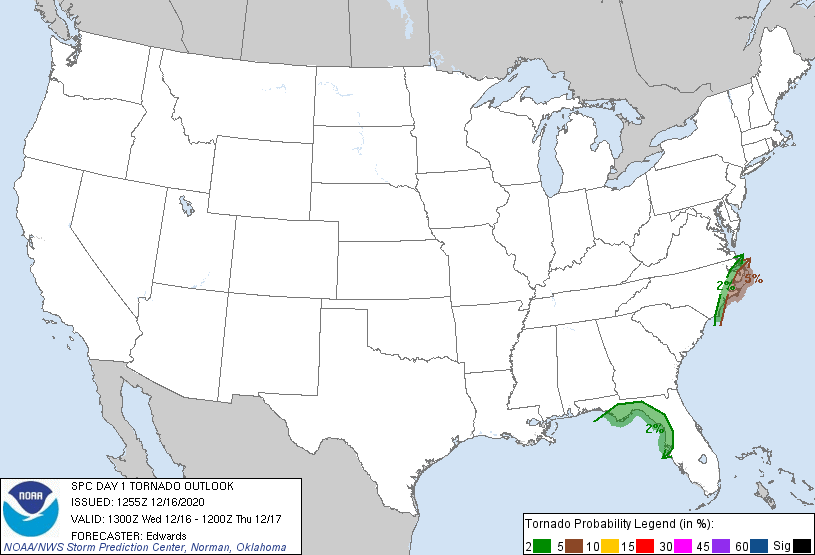 2%
5%
2%
NOAA
SPC DAY 1 TORNADO OUTLOOK
ISSUED: 1255Z 12/16/2020
VALID: 1300Z Wed 12/16 - 1200Z Thu 12/17
FORECASTER: Edwards
NOAA/NWS Storm Prediction Center, Norman, Oklahoma
Tornado Probability Legend (in %):
2 5 10 15 30 45 60 Sig